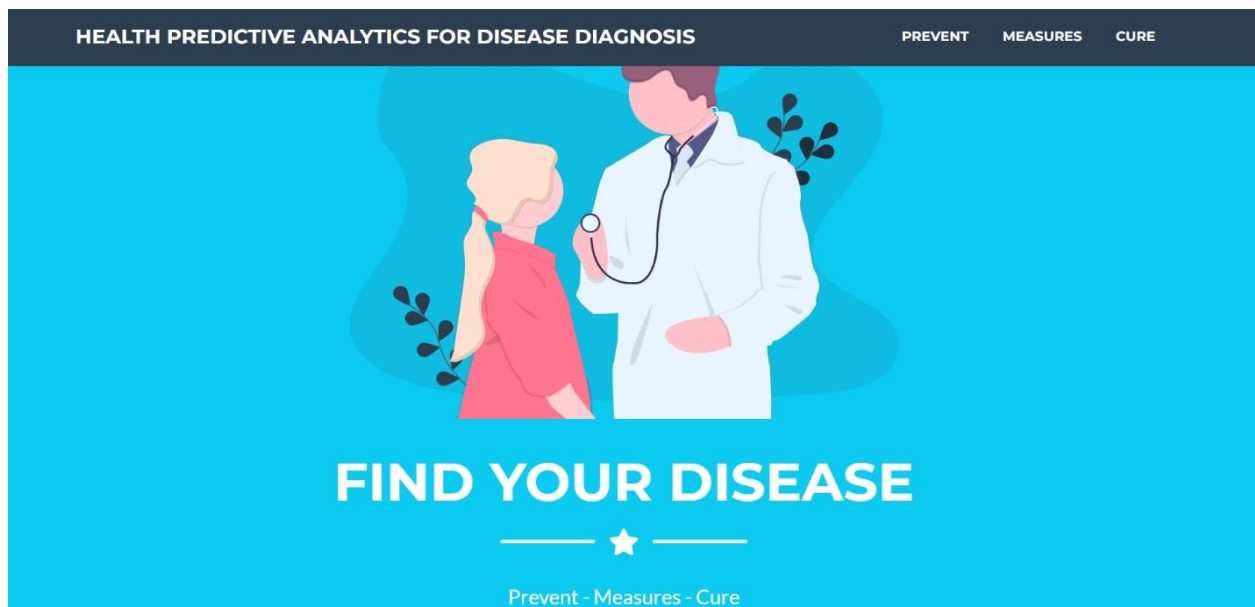 HEALTH PREDICTIVE ANALYTICS FOR DISEASE DIAGNOSIS PREVENT MEASURES CURE
FIND YOUR DISEASE
Prevent - Measures - Cure